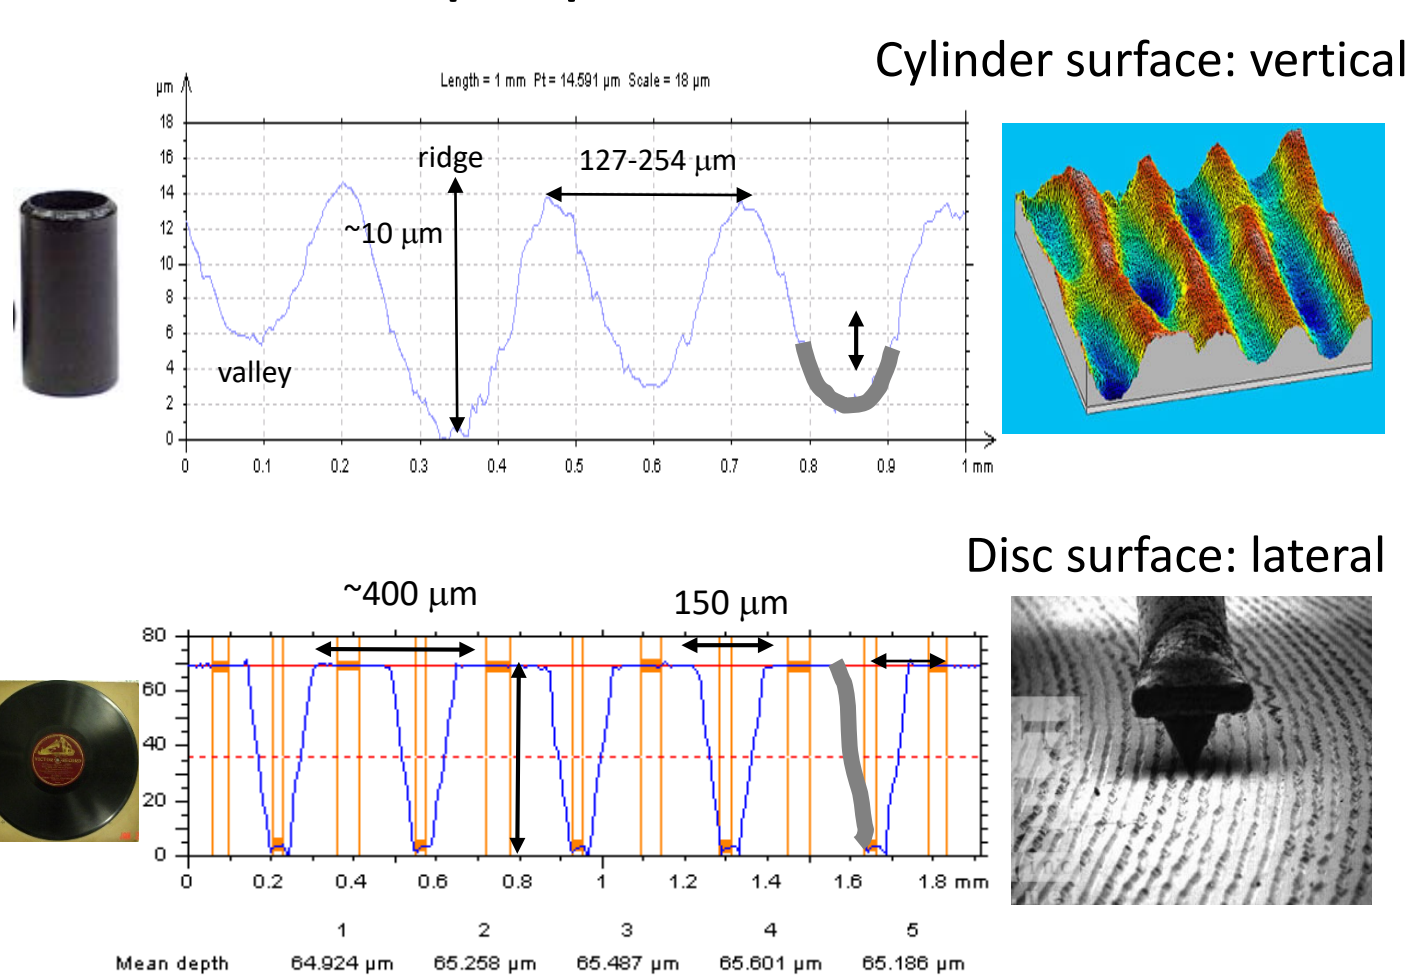 Cylinder surface: vertical
Length = 1 mm Pt = 14.591 μm Scale = 18 μm
μm
18
16
14
12
10
8
6
4
2
0
ridge
127-254 μm
~10 μm
valley
0 0.1 0.2 0.3 0.4 0.5 0.6 0.7 0.8 0.9 1 mm
Disc surface: lateral
~400 μm
150 μm
80
60
40
20
0
0 0.2 0.4 0.6 0.8 1 1.2 1.4 1.6 1.8 mm
1 2 3 4 5
Mean depth 64.924 μm 65.258 μm 65.487 μm 65.601 μm 65.186 μm